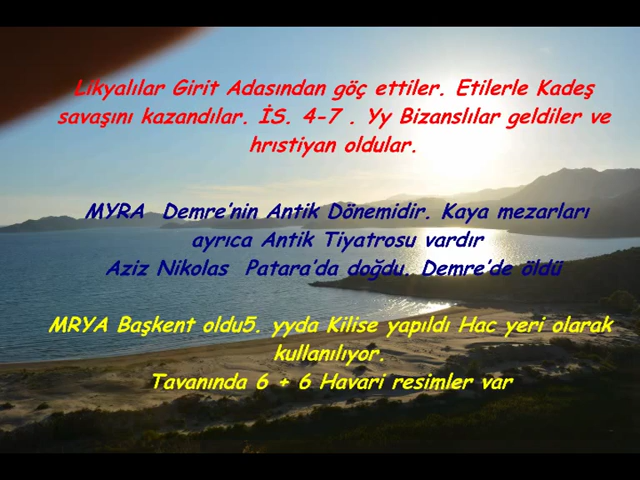 Likyalılar Girit Adasından göç ettiler. Etilerle Kadeş
savaşını kazandılar. İS. 4-7 . Yy Bizanslılar geldiler ve
hrıstiyan oldular.
MYRA Demre'nin Antik Dönemidir. Kaya mezarları
ayrıca Antik Tiyatrosu vardır
Aziz Nikolas Patara'da doğdu. Demre'de öldü
MRYA Başkent oldu5. yyda Kilise yapıldı Hac yeri olarak
kullanılıyor.
Tavanında 6 + 6 Havari resimler var